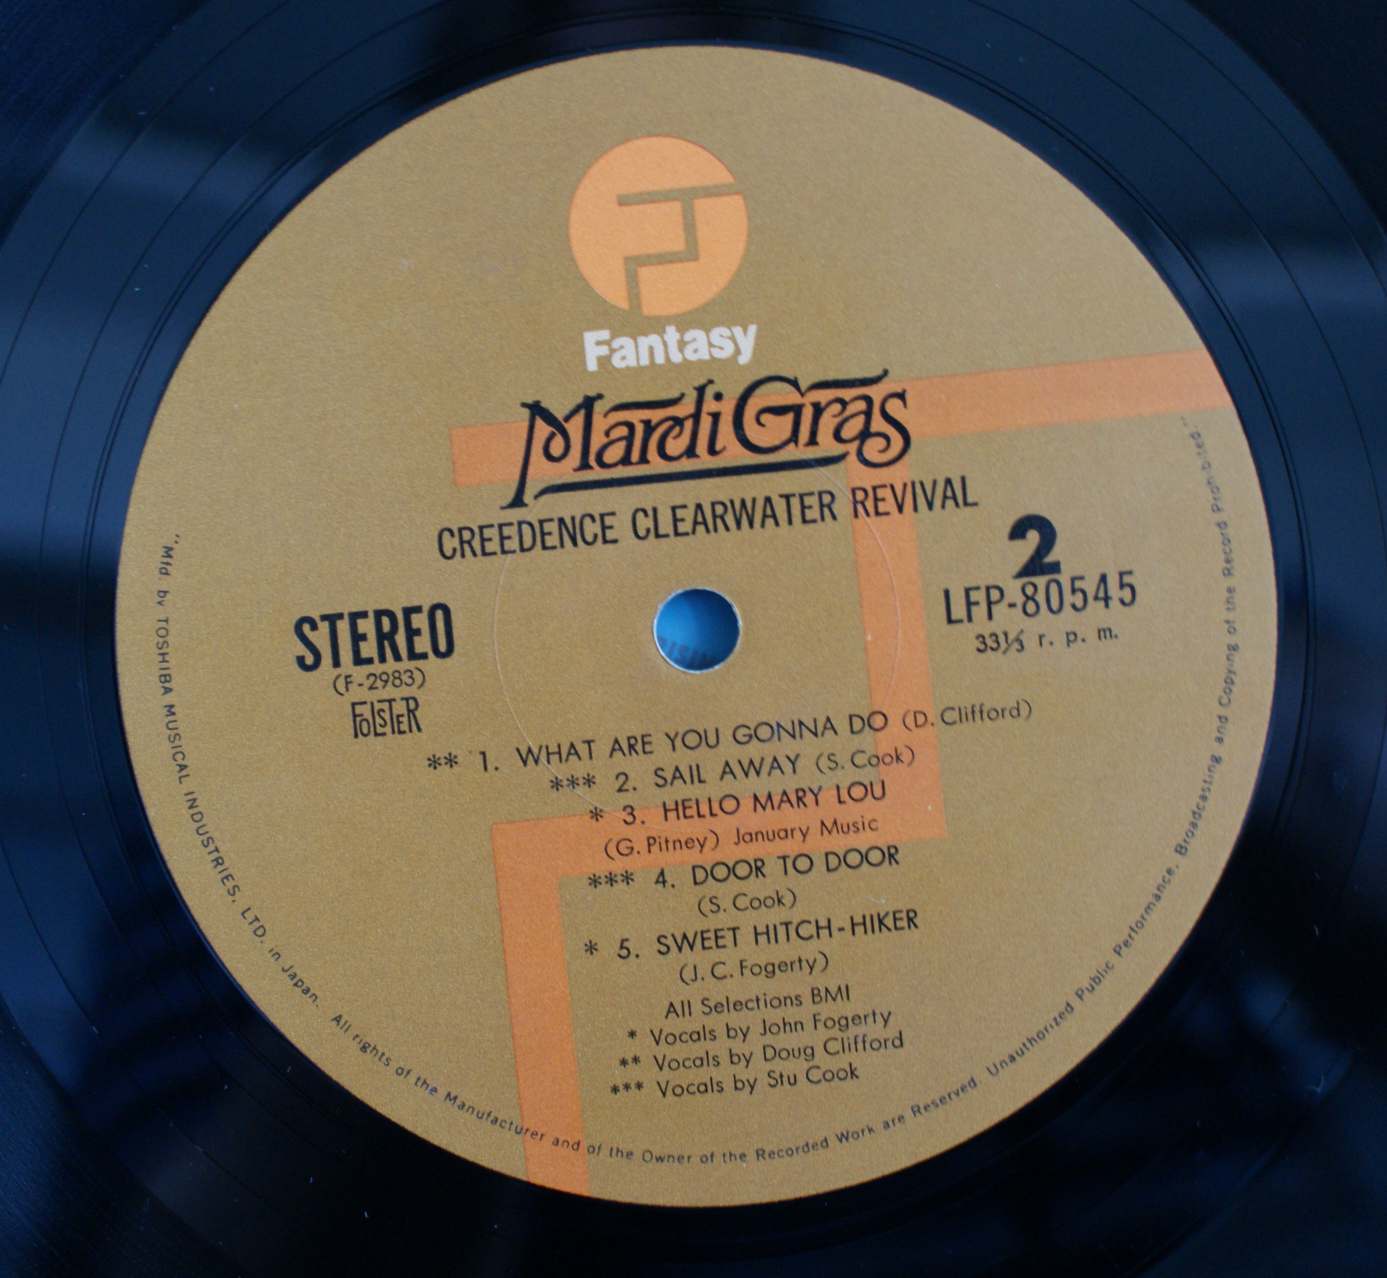 Fantasy
Mardi Gras
CREEDENCE CLEARWATER REVIVAL
2
LFP-80545
33⅓ r. p. m.
STEREO
(F-2983)
FOLSTER
** 1. WHAT ARE YOU GONNA DO (D. Clifford)
*** 2. SAIL AWAY (S. Cook)
* 3. HELLO MARY LOU
(G. Pitney) January Music
*** 4. DOOR TO DOOR
(S. Cook)
* 5. SWEET HITCH-HIKER
(J. C. Fogerty)
All Selections BMI
* Vocals by John Fogerty
** Vocals by Doug Clifford
*** Vocals by Stu Cook
"Mfd. by TOSHIBA MUSICAL INDUSTRIES, LTD. in Japan. All rights of the Manufacturer and of the Owner of the Recorded Work are Reserved. Unauthorized Public Performance, Broadcasting and Copying of the Record Prohibited."